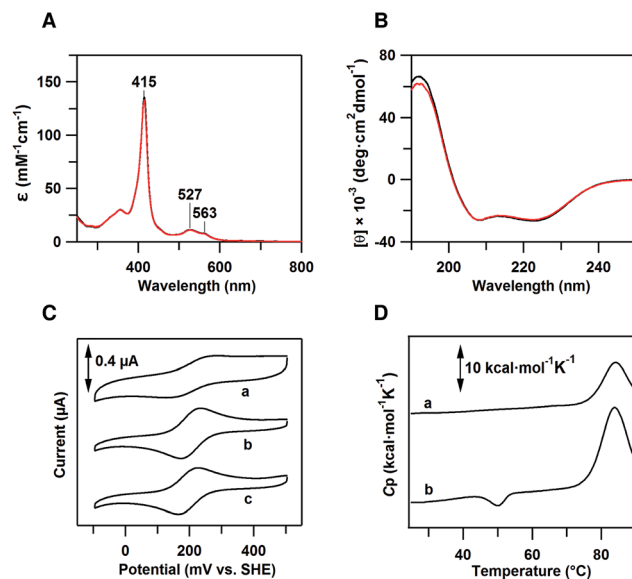 A
150
100
50
0
415
527
563
ε (mM⁻¹cm⁻¹)
400
600
800
Wavelength (nm)
B
80
40
0
-40
[θ] × 10⁻³ (deg·cm²dmol⁻¹)
200
220
240
Wavelength (nm)
C
0.4 µA
a
b
c
Current (µA)
0
200
400
Potential (mV vs. SHE)
D
10 kcal·mol⁻¹K⁻¹
a
b
Cp (kcal·mol⁻¹K⁻¹)
40
60
80
Temperature (°C)